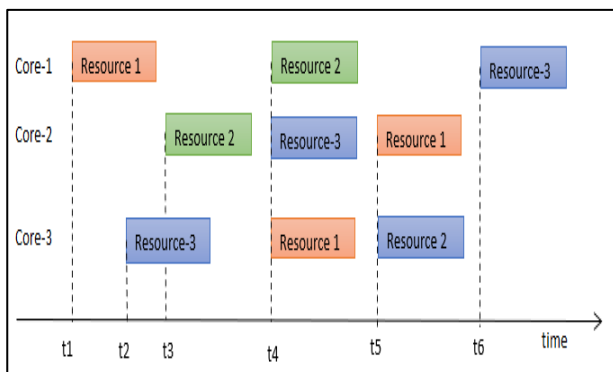 Core-1 Resource 1 Resource 2 Resource-3
Core-2 Resource 2 Resource-3 Resource 1
Core-3 Resource-3 Resource 1 Resource 2
t1 t2 t3 t4 t5 t6 time